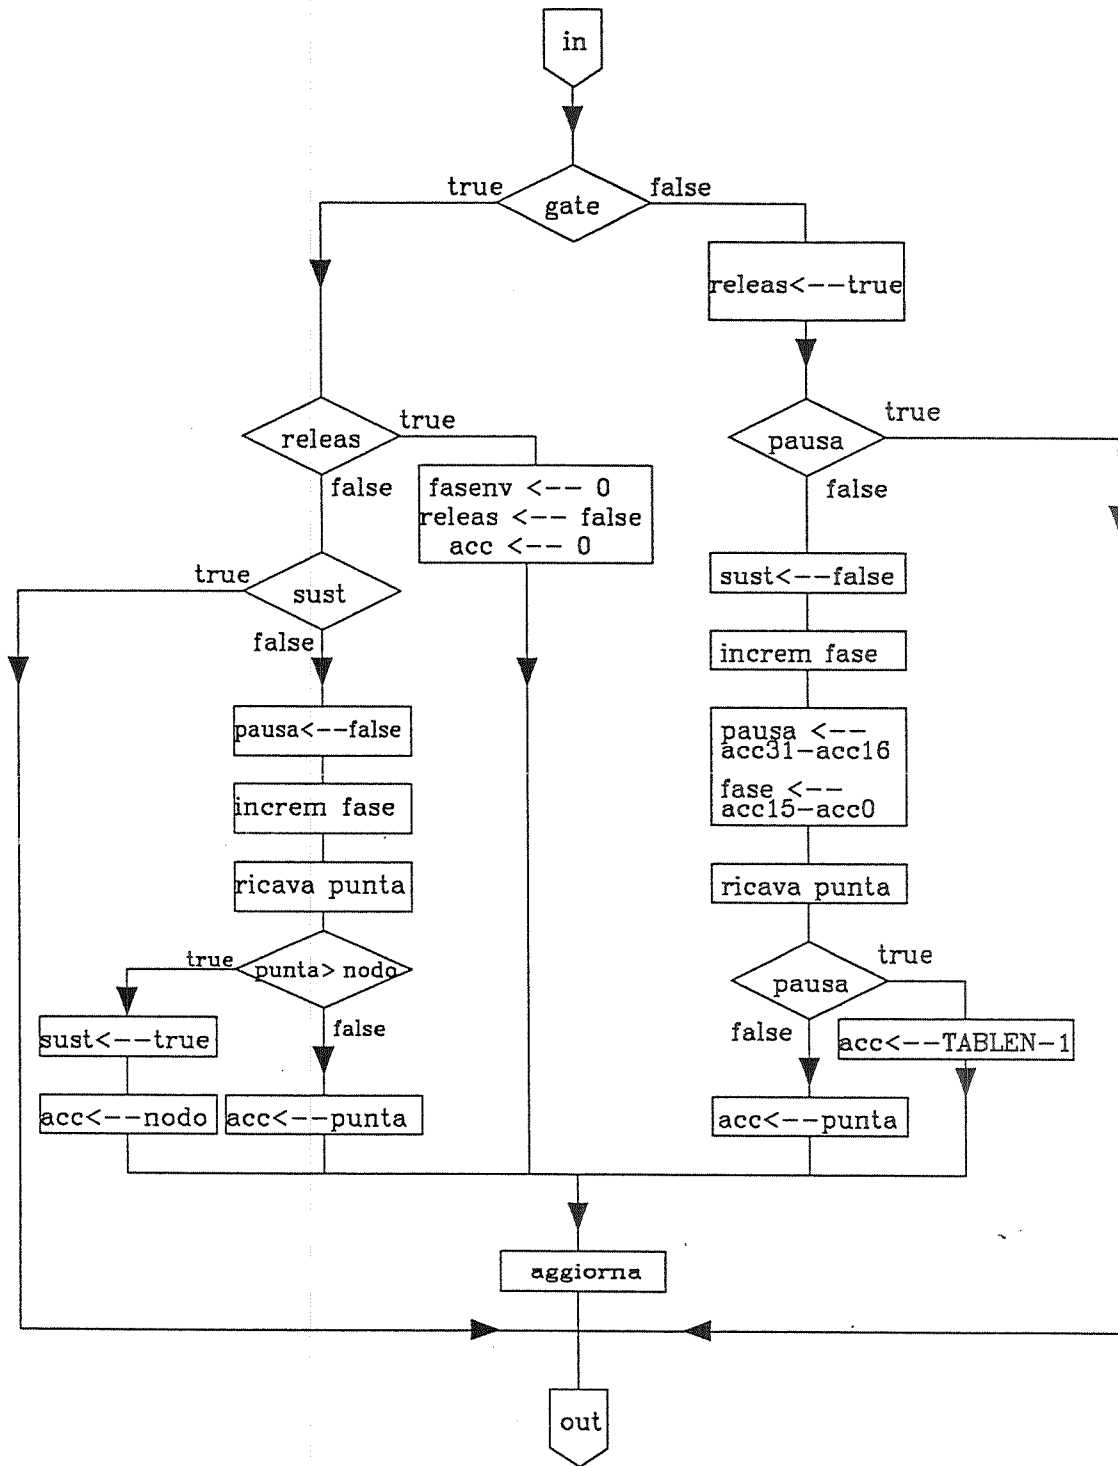 in
true
false
gate
releas<--true
true
releas
false
true
pausa
false
fasenv <-- 0
releas <-- false
acc <-- 0
true
sust
false
sust<--false
increm fase
pausa<--false
pausa <--
acc31-acc16
fase <--
acc15-acc0
increm fase
ricava punta
ricava punta
true
punta> nodo
false
true
pausa
false
sust<--true
acc<--TABLEN-1
acc<--nodo
acc<--punta
acc<--punta
aggiorna
out